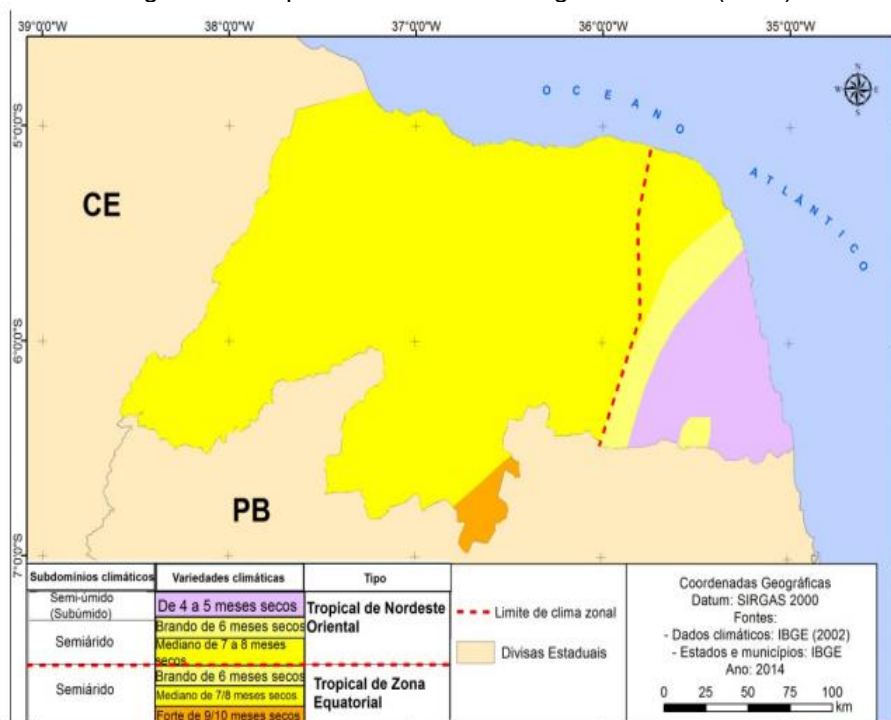 39°0'0"W
38°0'0"W
37°0'0"W
36°0'0"W
35°0'0"W
5°0'0"S
6°0'0"S
7°0'0"S
N
W E
S
OCEANO
ATLÂNTICO
CE
PB
Subdomínios climáticos
Variedades climáticas
Tipo
Semi-úmido
(Subúmido)
De 4 a 5 meses secos
Tropical de Nordeste
Oriental
Semiárido
Brando de 6 meses secos
Mediano de 7 a 8 meses
secos
Semiárido
Brando de 6 meses secos
Mediano de 7/8 meses secos
Forte de 9/10 meses secos
Tropical de Zona
Equatorial
Limite de clima zonal
Divisas Estaduais
Coordenadas Geográficas
Datum: SIRGAS 2000
Fontes:
- Dados climáticos: IBGE (2002)
- Estados e municípios: IBGE
Ano: 2014
0 25 50 75 100
km